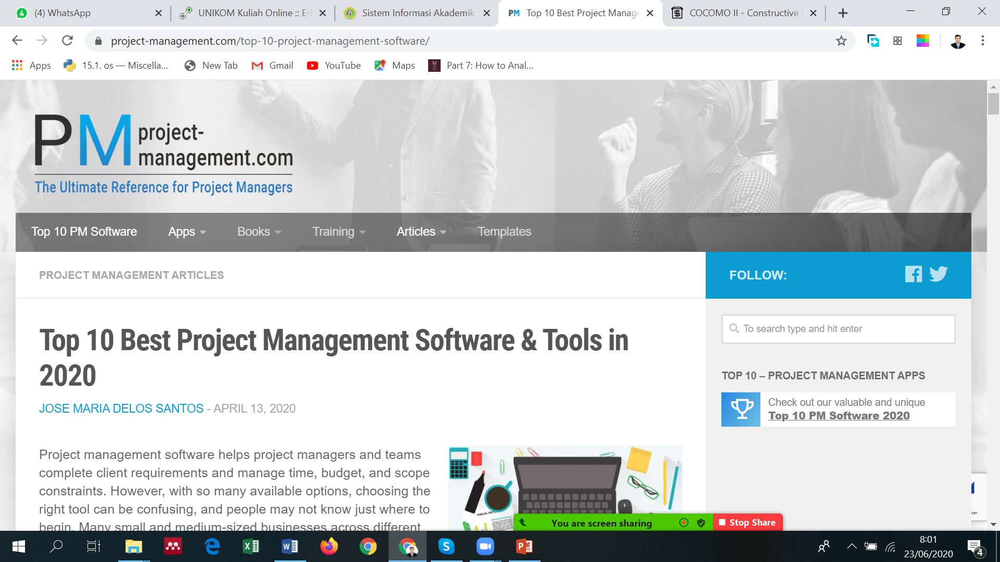 (4) WhatsApp
UNIKOM Kuliah Online :: E-
Sistem Informasi Akademik
PM Top 10 Best Project Manage
COCOMO II - Constructive
project-management.com/top-10-project-management-software/
Apps
15.1. os — Miscella...
New Tab
Gmail
YouTube
Maps
Part 7: How to Anal...
PM project-
management.com
The Ultimate Reference for Project Managers
Top 10 PM Software
Apps
Books
Training
Articles
Templates
PROJECT MANAGEMENT ARTICLES
FOLLOW:
To search type and hit enter
Top 10 Best Project Management Software & Tools in
2020
JOSE MARIA DELOS SANTOS - APRIL 13, 2020
TOP 10 – PROJECT MANAGEMENT APPS
Check out our valuable and unique
Top 10 PM Software 2020
Project management software helps project managers and teams
complete client requirements and manage time, budget, and scope
constraints. However, with so many available options, choosing the
right tool can be confusing, and people may not know just where to
begin. Many small and medium-sized businesses across different
You are screen sharing
Stop Share
8:01
23/06/2020
4